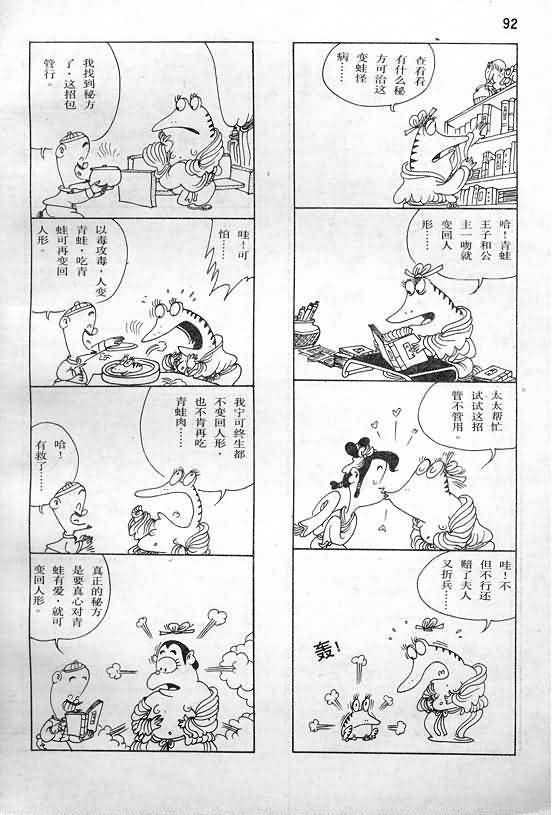 92
查看看
有什么秘
方可治这
变蛙怪
病……
哈！青蛙
王子和公
主一吻就
变回人
形……
太太帮忙
试试这招
管不管用。
哇！不
但不行还
赔了夫人
又折兵……
轰！
我找到秘方
了，这招包
管行。
哇！可
怕……
以毒攻毒，人变
青蛙，吃青
蛙可再变回
人形。
我宁可终生都
不变回人形，
也不肯再吃
青蛙肉……
哈！
有救了……
真正的秘方
是要真心对青
蛙有爱，就可
变回人形。